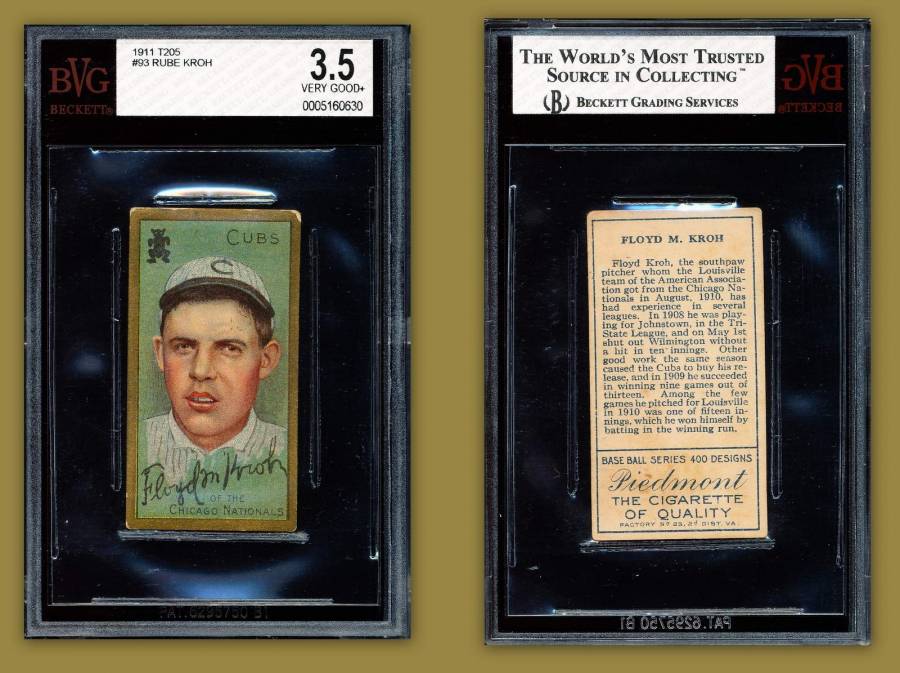 BVG
BECKETT®
1911 T205
#93 RUBE KROH
3.5
VERY GOOD+
0005160630
CUBS
C
Floyd M Kroh
OF THE
CHICAGO NATIONALS
PAT.6295750 B1
THE WORLD'S MOST TRUSTED
SOURCE IN COLLECTING™
(B) BECKETT GRADING SERVICES
BVG
BECKETT®
FLOYD M. KROH
Floyd Kroh, the southpaw
pitcher whom the Louisville
team of the American Associa-
tion got from the Chicago Na-
tionals in August, 1910, has
had experience in several
leagues. In 1908 he was play-
ing for Johnstown, in the Tri-
State League, and on May 1st
shut out Wilmington without
a hit in ten innings. Other
good work the same season
caused the Cubs to buy his re-
lease, and in 1909 he succeeded
in winning nine games out of
thirteen. Among the few
games he pitched for Louisville
in 1910 was one of fifteen in-
nings, which he won himself by
batting in the winning run.
BASE BALL SERIES 400 DESIGNS
Piedmont
THE CIGARETTE
OF QUALITY
FACTORY Nº 25, 2d DIST. VA.
PAT.6295750 B1